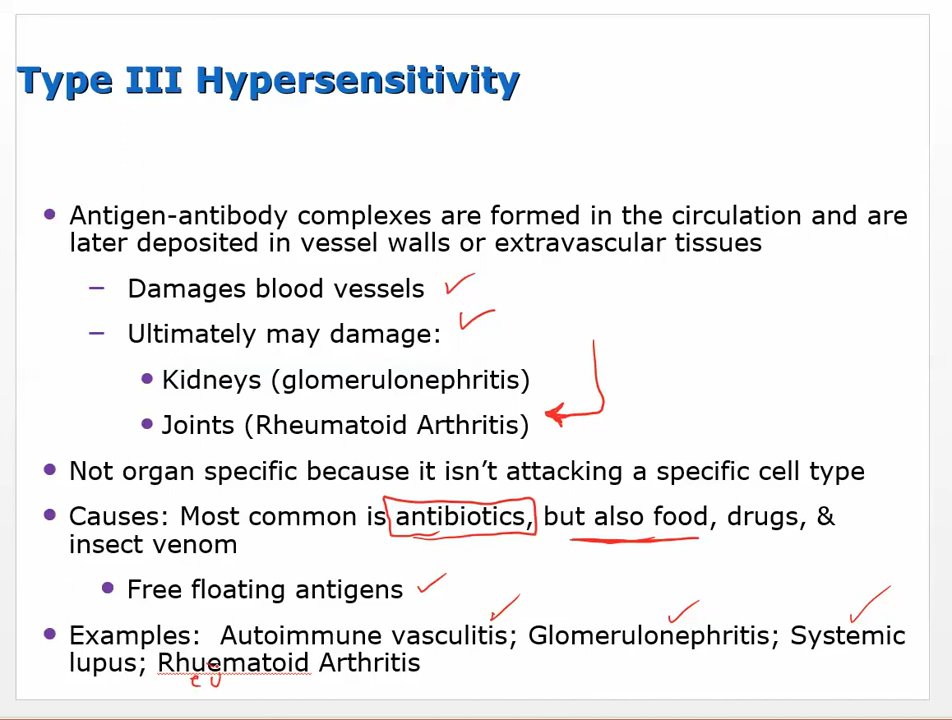 Type III Hypersensitivity
Antigen-antibody complexes are formed in the circulation and are
later deposited in vessel walls or extravascular tissues
– Damages blood vessels
– Ultimately may damage:
• Kidneys (glomerulonephritis)
• Joints (Rheumatoid Arthritis)
• Not organ specific because it isn’t attacking a specific cell type
• Causes: Most common is antibiotics, but also food, drugs, &
insect venom
• Free floating antigens
• Examples: Autoimmune vasculitis; Glomerulonephritis; Systemic
lupus; Rhuematoid Arthritis
e u